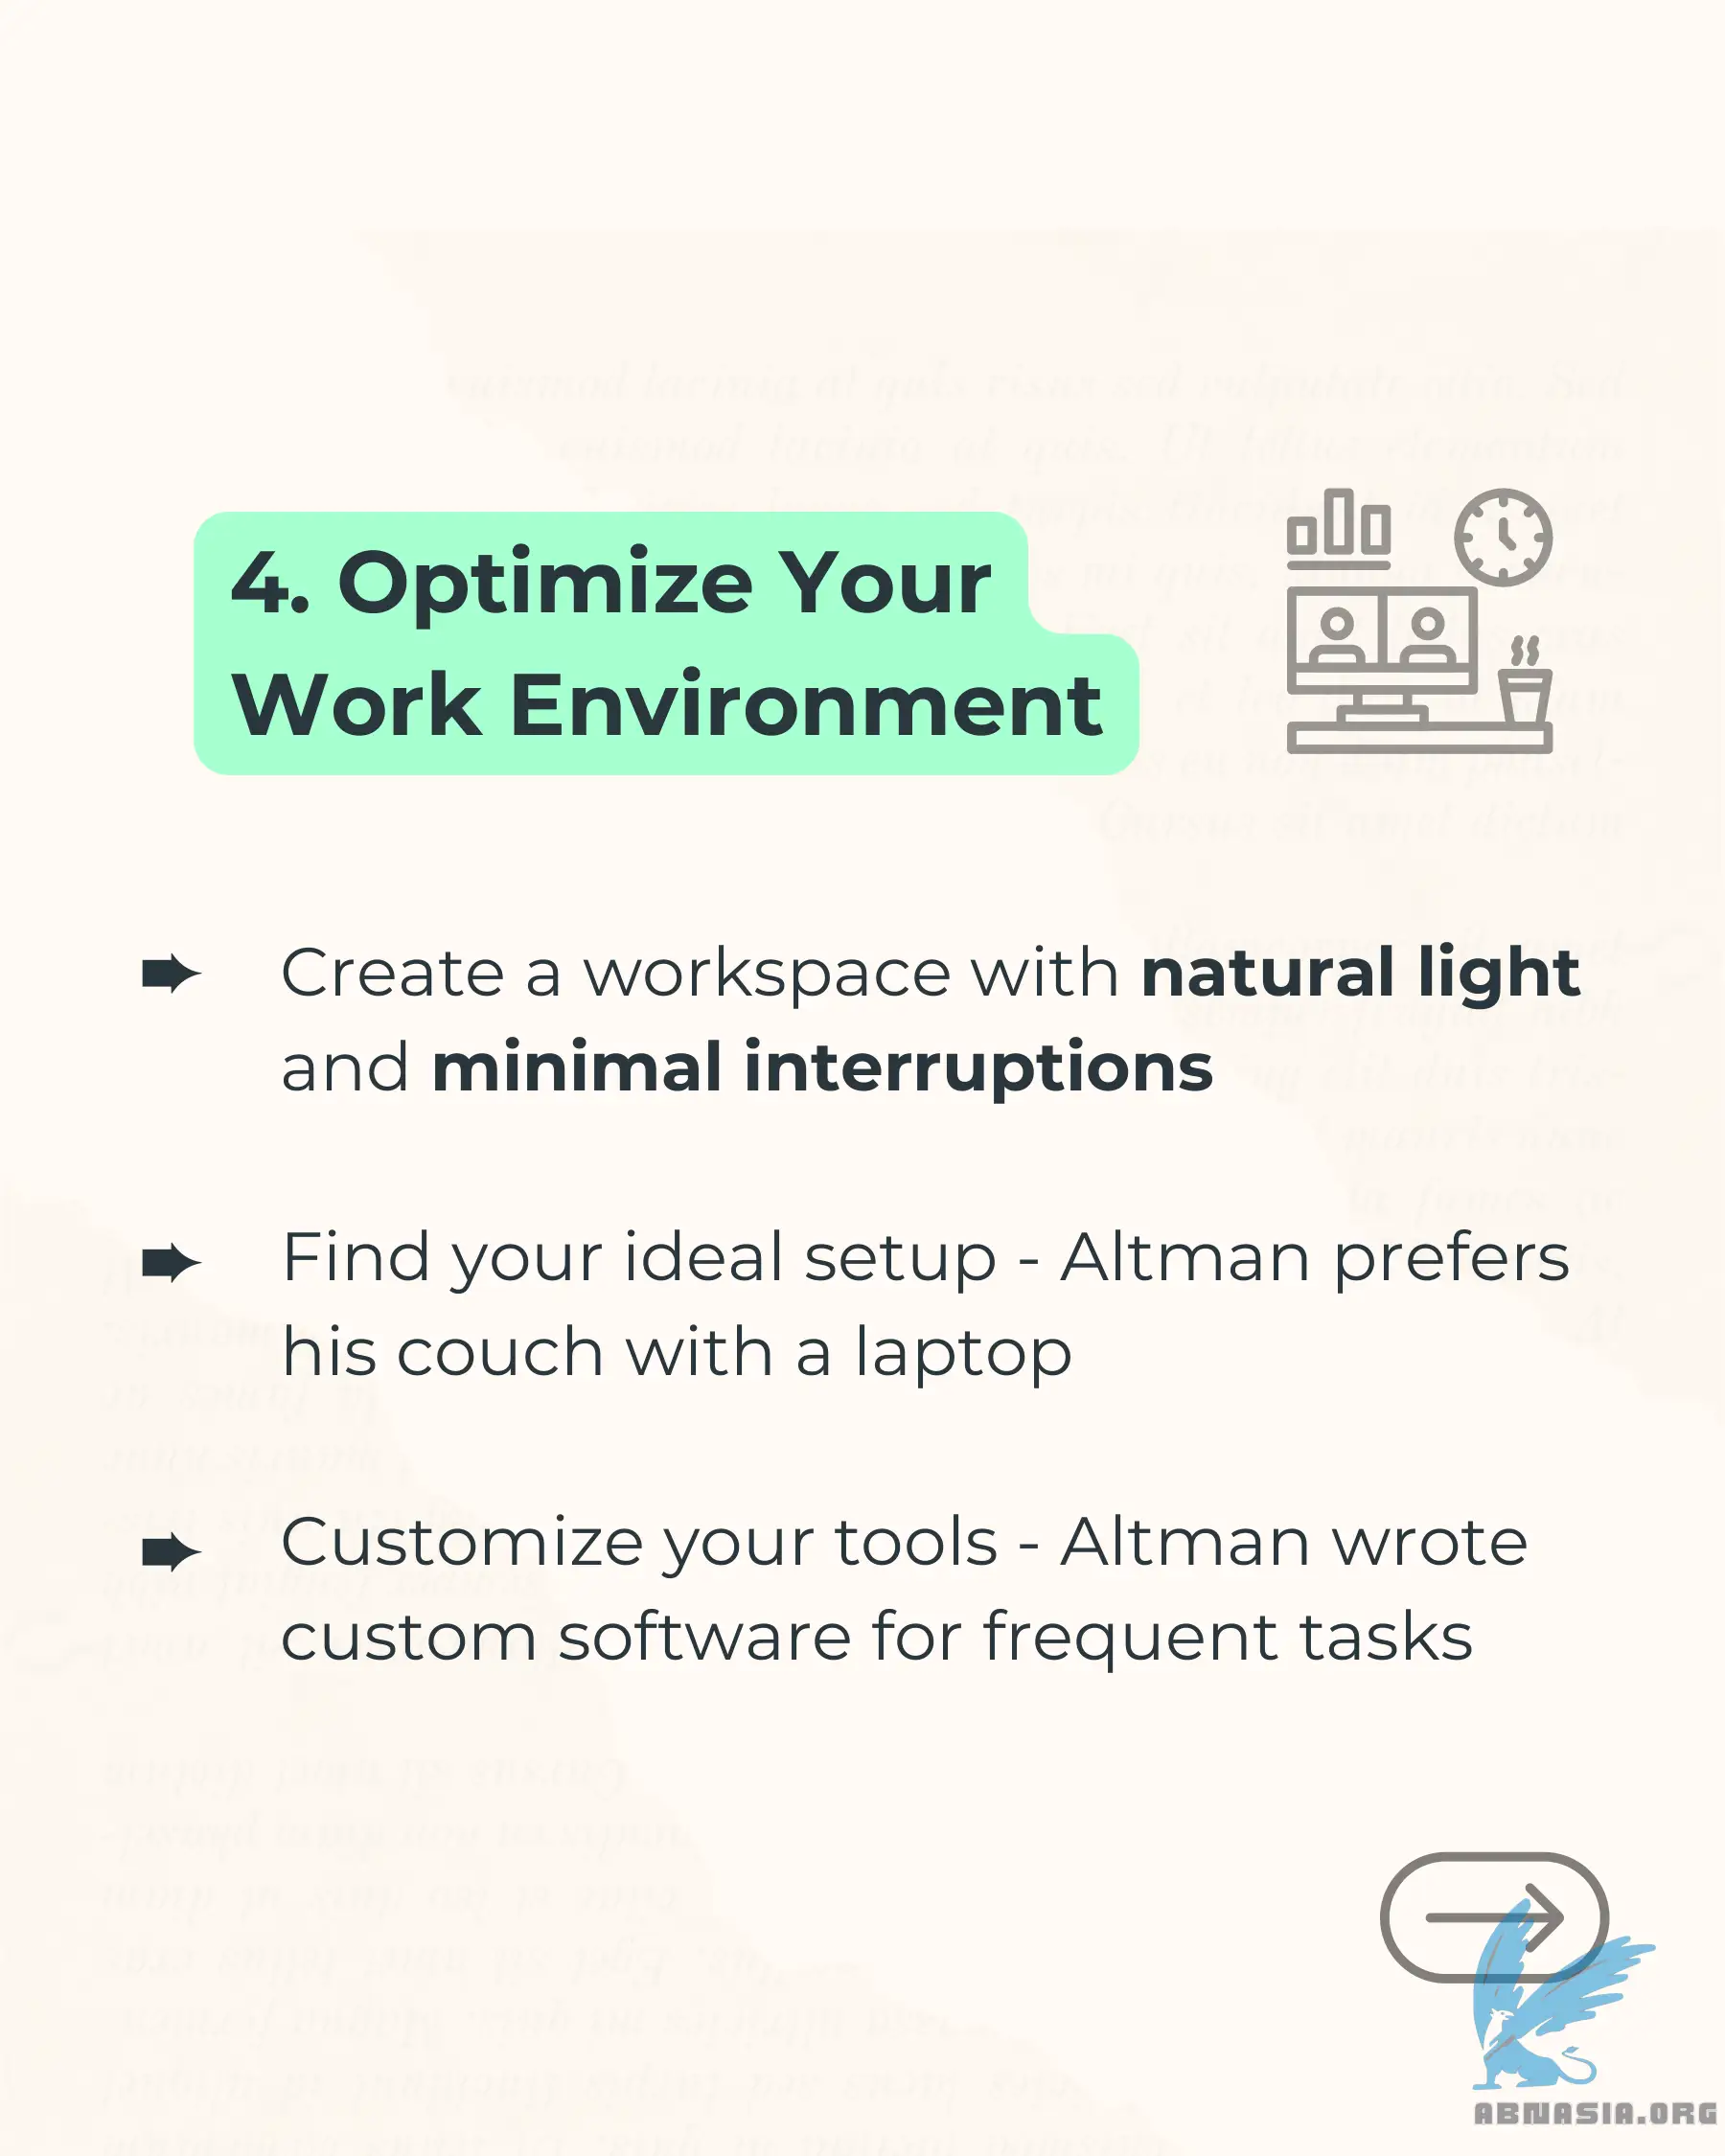 4. Optimize Your
Work Environment
➨ Create a workspace with natural light
and minimal interruptions
➨ Find your ideal setup - Altman prefers
his couch with a laptop
➨ Customize your tools - Altman wrote
custom software for frequent tasks
ABNASIA.ORG